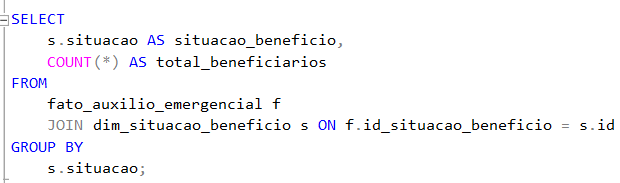 SELECT
s.situacao AS situacao_beneficio,
COUNT(*) AS total_beneficiarios
FROM
fato_auxilio_emergencial f
JOIN dim_situacao_beneficio s ON f.id_situacao_beneficio = s.id
GROUP BY
s.situacao;